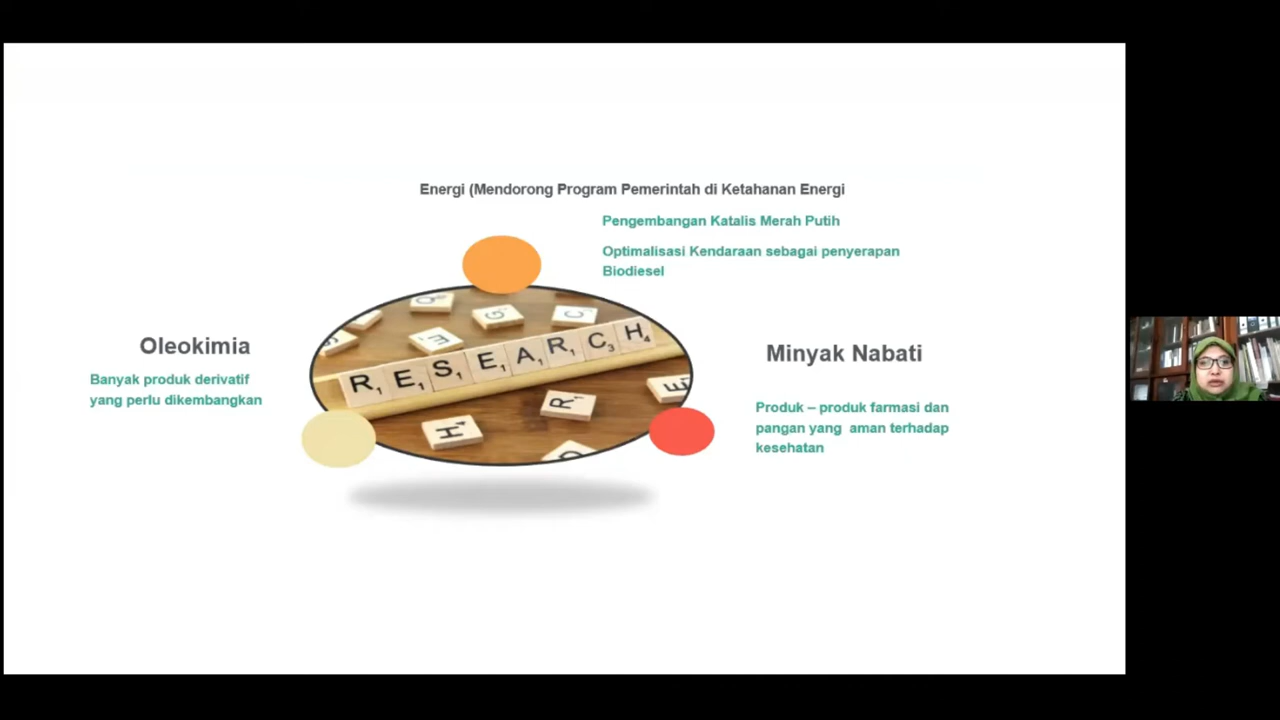 Energi (Mendorong Program Pemerintah di Ketahanan Energi
Pengembangan Katalis Merah Putih
Optimalisasi Kendaraan sebagai penyerapan
Biodiesel
Oleokimia
Banyak produk derivatif
yang perlu dikembangkan
RESEARCH
Minyak Nabati
Produk – produk farmasi dan
pangan yang aman terhadap
kesehatan